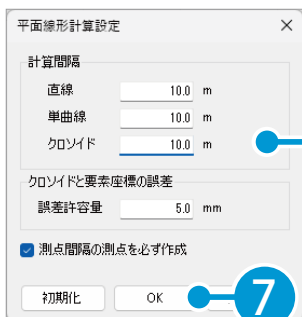 平面線形計算設定
計算間隔
直線 10.0 m
単曲線 10.0 m
クロソイド 10.0 m
クロソイドと要素座標の誤差
誤差許容量 5.0 mm
測点間隔の測点を必ず作成
初期化 OK 7